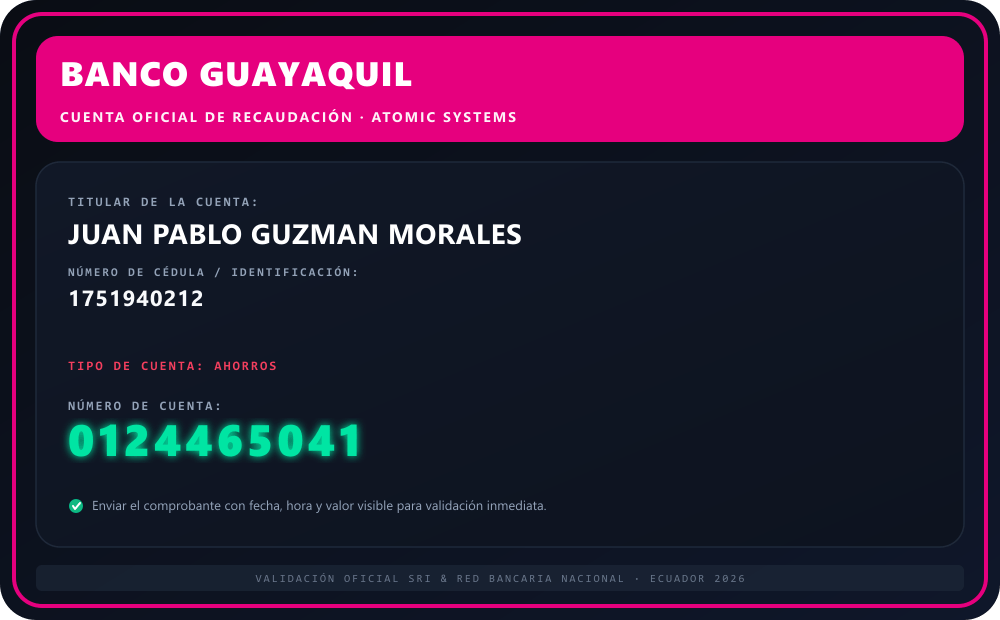 BANCO GUAYAQUIL
CUENTA OFICIAL DE RECAUDACIÓN · ATOMIC SYSTEMS
TITULAR DE LA CUENTA:
JUAN PABLO GUZMAN MORALES
NÚMERO DE CÉDULA / IDENTIFICACIÓN:
1751940212
TIPO DE CUENTA: AHORROS
NÚMERO DE CUENTA:
0124465041
Enviar el comprobante con fecha, hora y valor visible para validación inmediata.
VALIDACIÓN OFICIAL SRI & RED BANCARIA NACIONAL · ECUADOR 2026